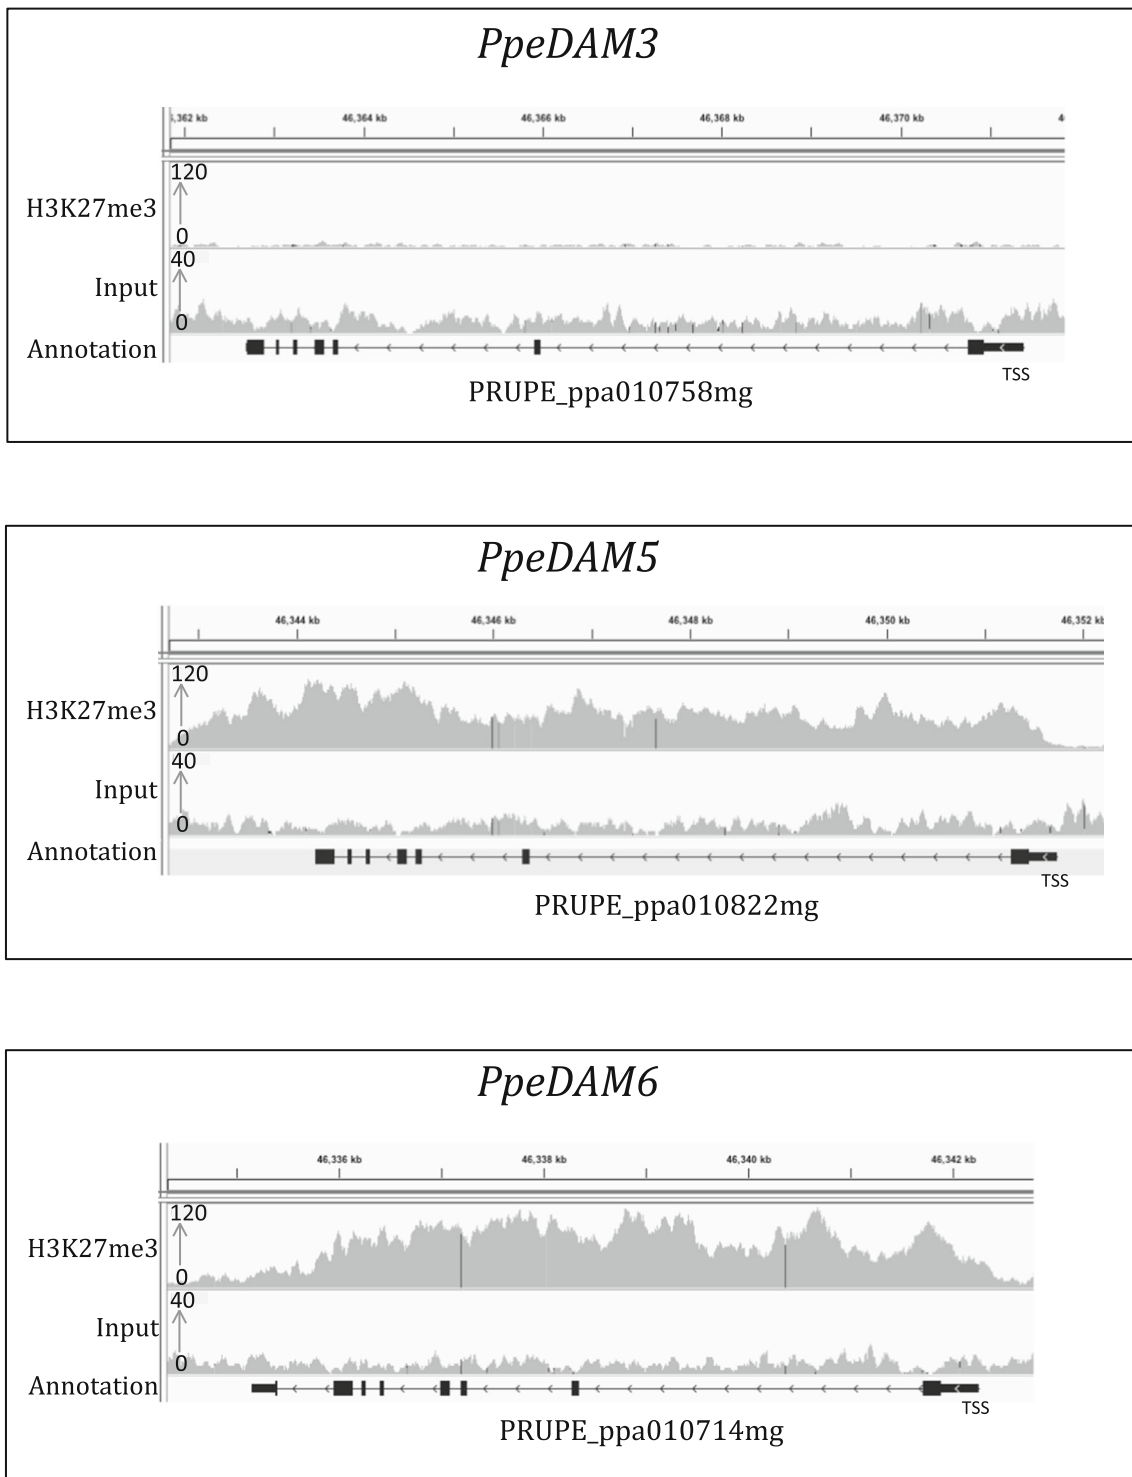 PpeDAM3
46,364 kb 46,366 kb 46,368 kb 46,370 kb
120
H3K27me3
0
40
Input
0
Annotation
TSS
PRUPE_ppa010758mg
PpeDAM5
46,344 kb 46,346 kb 46,348 kb 46,350 kb 46,352 kb
120
H3K27me3
0
40
Input
0
Annotation
TSS
PRUPE_ppa010822mg
PpeDAM6
46,336 kb 46,338 kb 46,340 kb 46,342 kb
120
H3K27me3
0
40
Input
0
Annotation
TSS
PRUPE_ppa010714mg